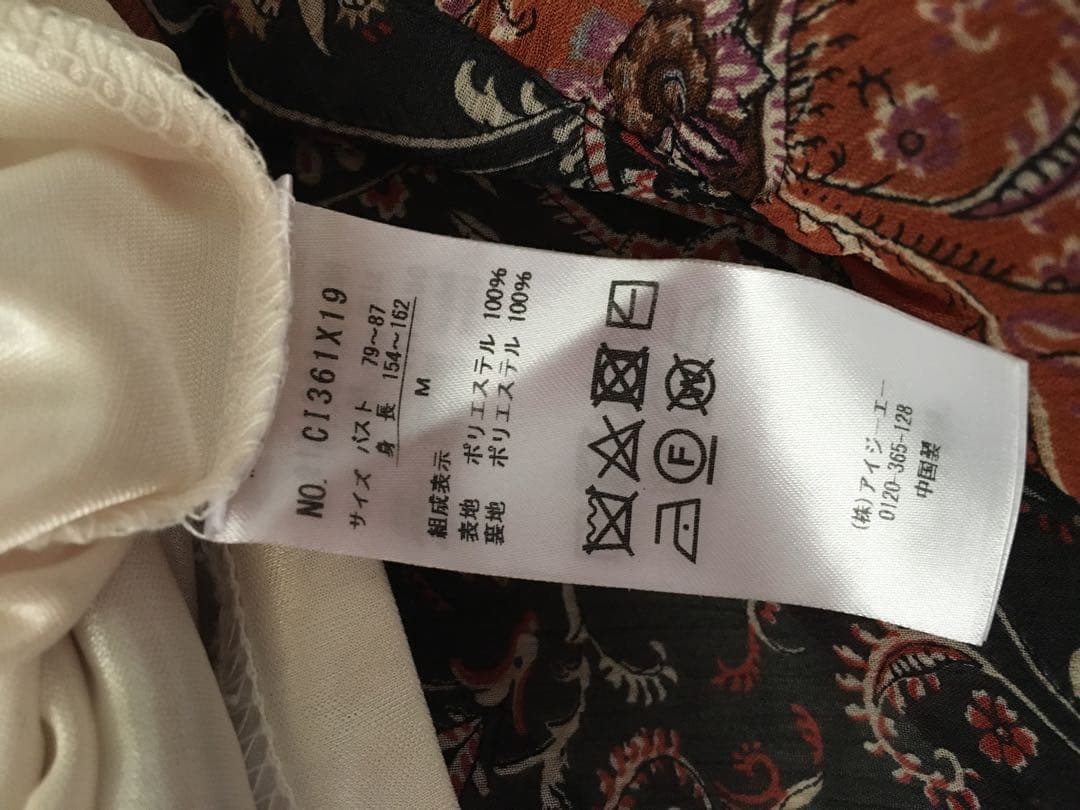 NO. CI361X19
サイズ バスト 79～87
身長 154～162
M
組成表示
表地 ポリエステル 100%
裏地 ポリエステル 100%
W
F
(株)アイジーエー
0120-365-128
中国製